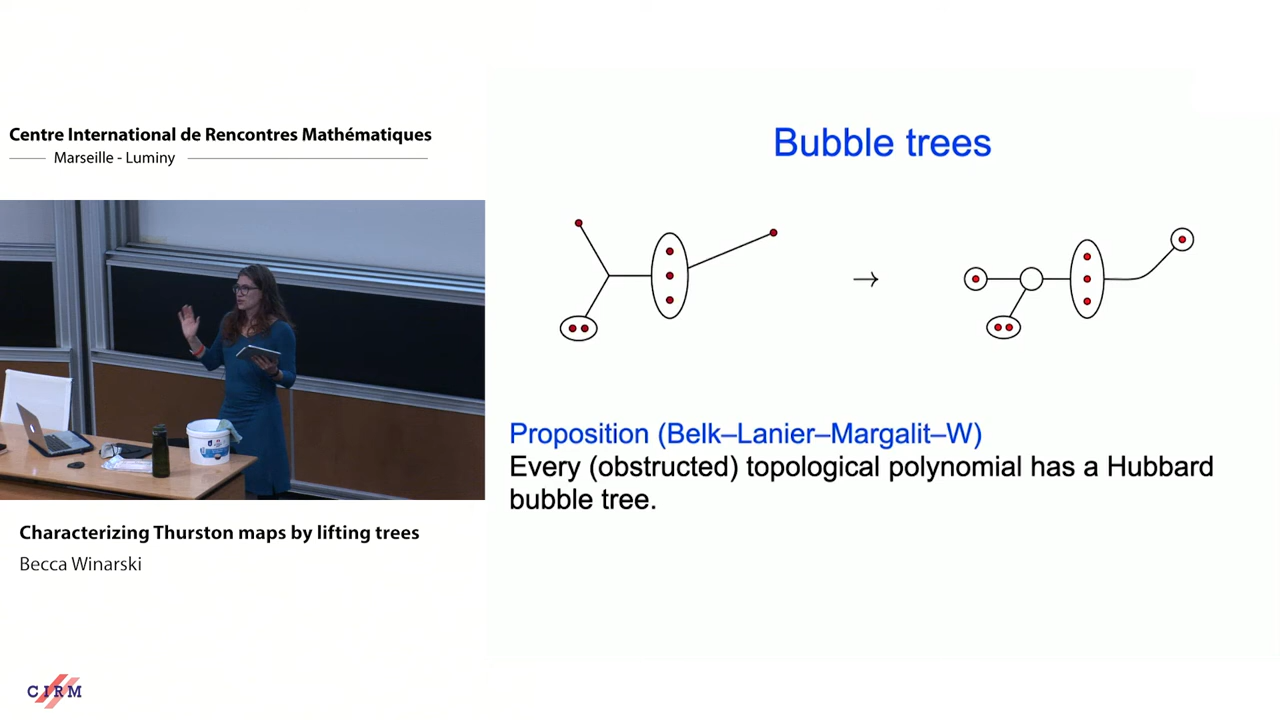 Centre International de Rencontres Mathématiques
Marseille - Luminy
Bubble trees
→
Proposition (Belk–Lanier–Margalit–W)
Every (obstructed) topological polynomial has a Hubbard
bubble tree.
Characterizing Thurston maps by lifting trees
Becca Winarski
CIRM